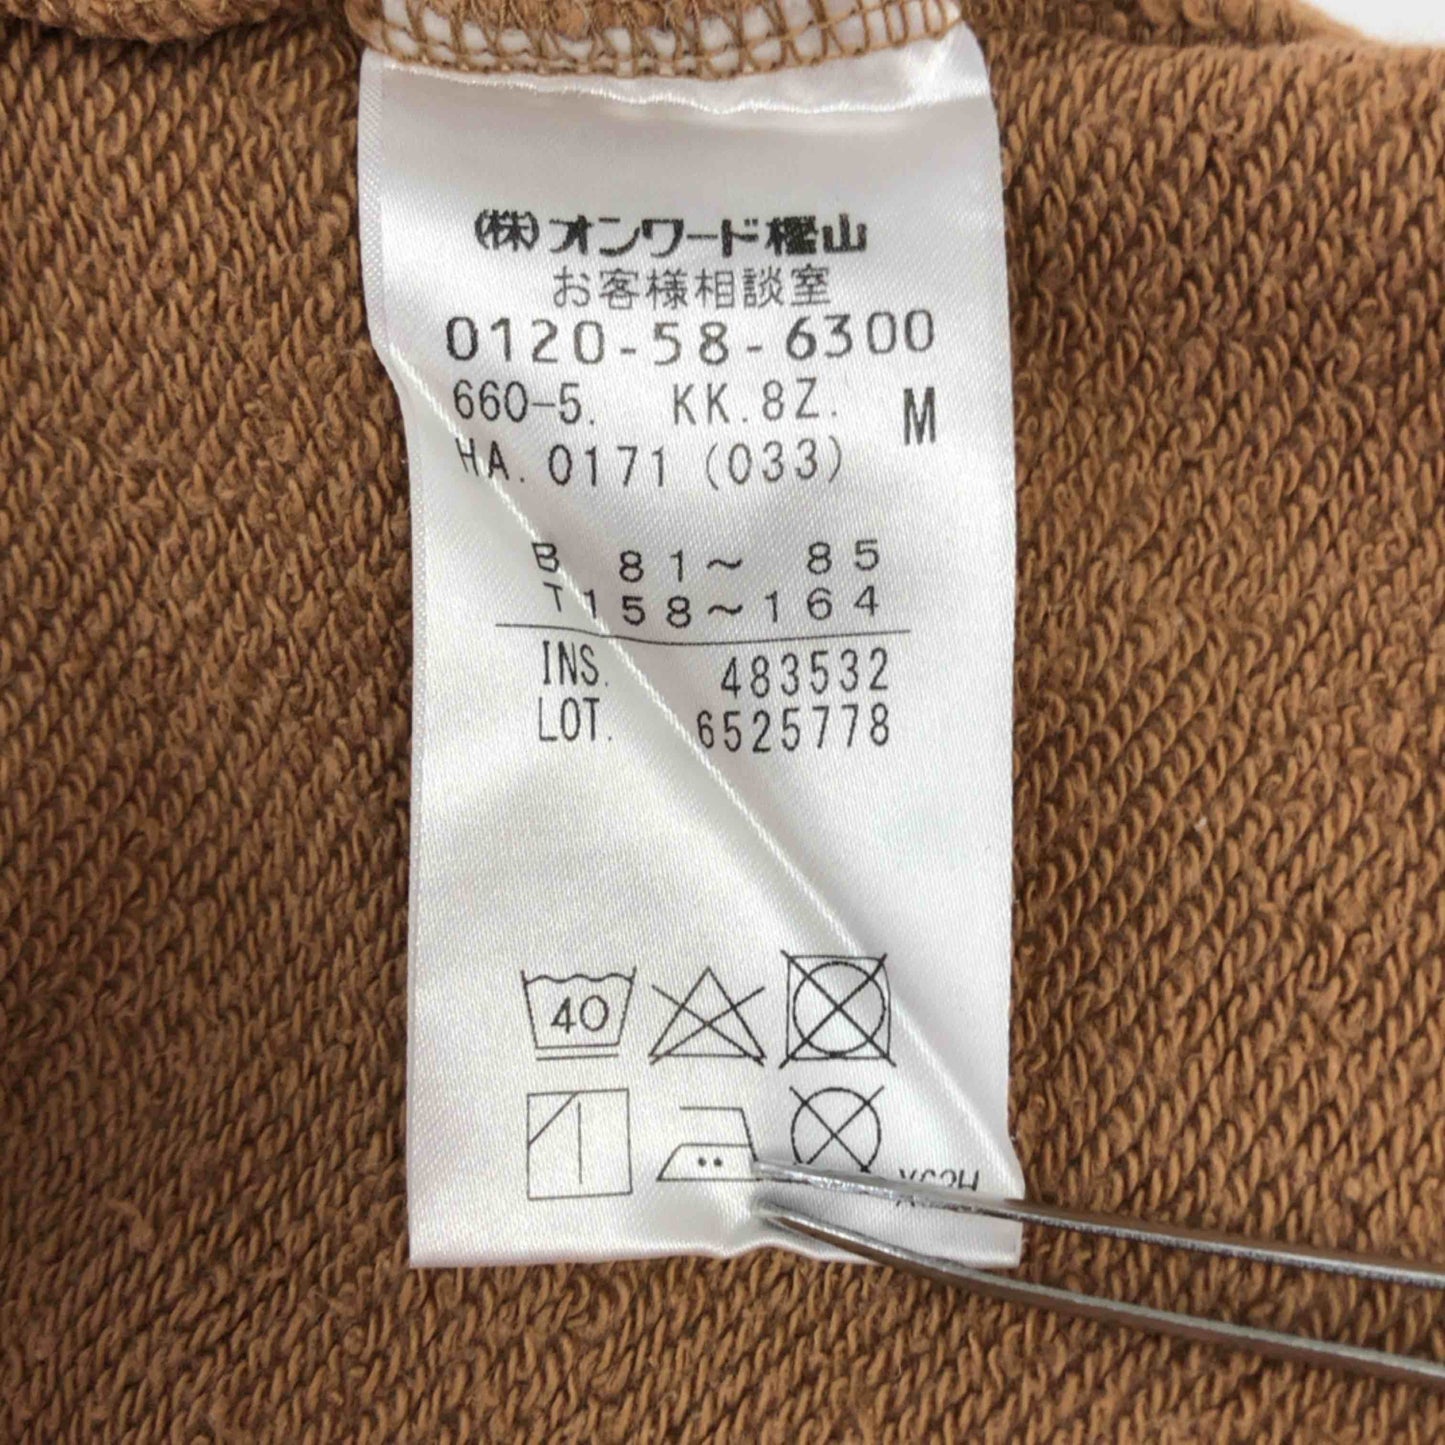 (株)オンワード樫山
お客様相談室
0120-58-6300
660-5. KK.8Z. M
HA.0171 (033)
B 81～ 85
T158～164
INS. 483532
LOT. 6525778
40